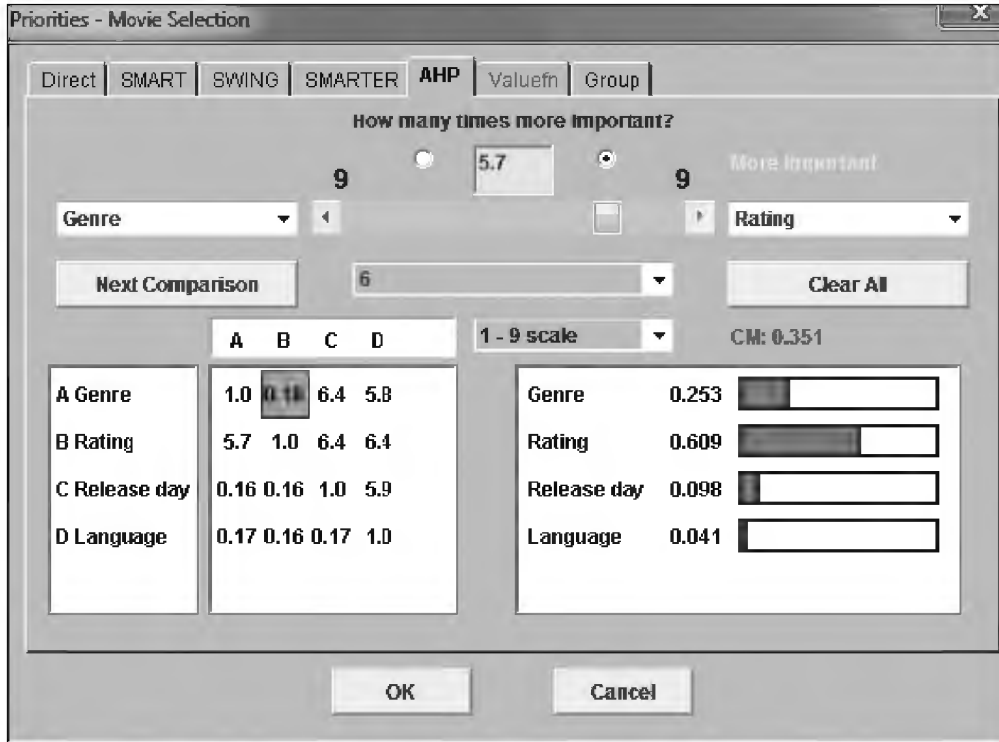 Priorities - Movie Selection
Direct SMART SWING SMARTER AHP Valuefn Group
How many times more important?
5.7
More important
9 9
Genre Rating
Next Comparison 6 Clear All
A B C D 1 - 9 scale CM: 0.351
A Genre 1.0 0.18 6.4 5.8 Genre 0.253
B Rating 5.7 1.0 6.4 6.4 Rating 0.609
C Release day 0.16 0.16 1.0 5.9 Release day 0.098
D Language 0.17 0.16 0.17 1.0 Language 0.041
OK Cancel